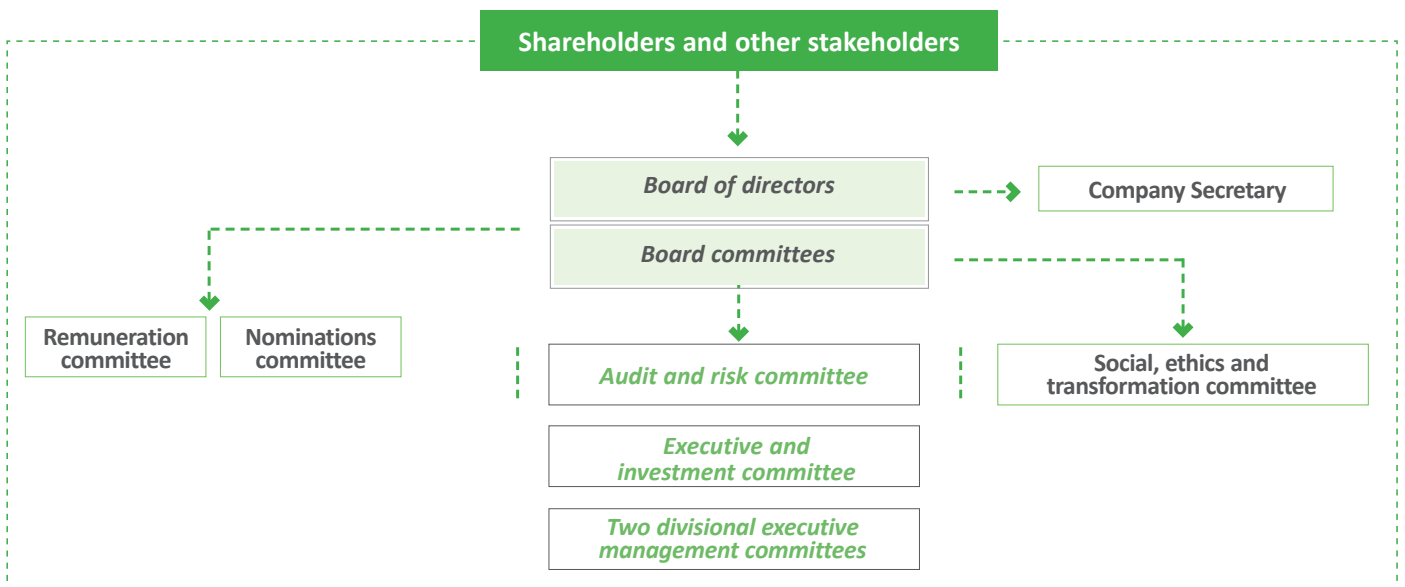 Shareholders and other stakeholders
Board of directors
Company Secretary
Board committees
Remuneration
committee
Nominations
committee
Audit and risk committee
Social, ethics and
transformation committee
Executive and
investment committee
Two divisional executive
management committees